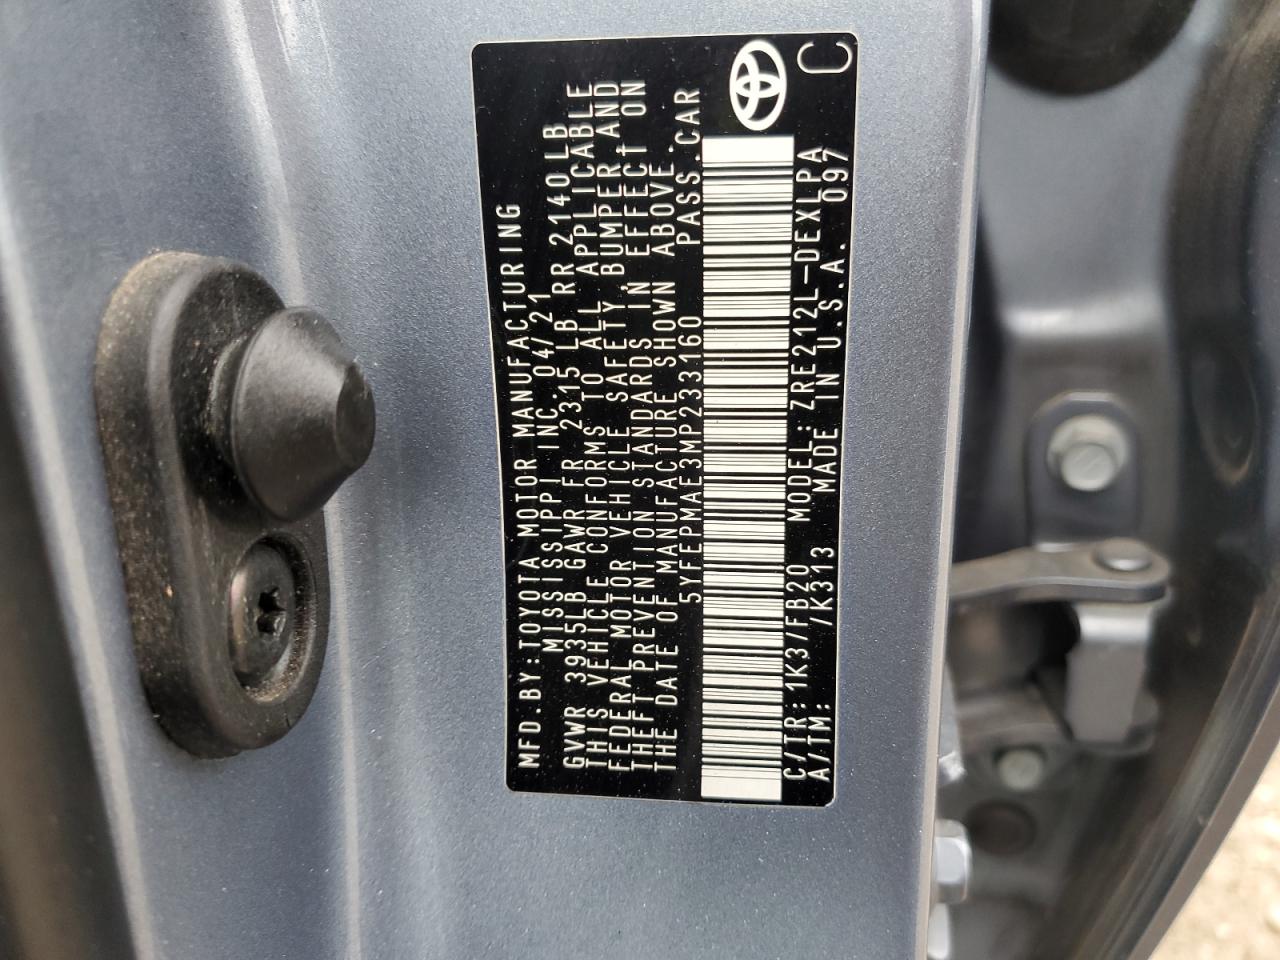 MFD.BY:TOYOTA MOTOR MANUFACTURING
MISSISSIPPI INC. 04/21
GVWR 3935LB GAWR FR 2315 LB RR 2140LB
THIS VEHICLE CONFORMS TO ALL APPLICABLE
FEDERAL MOTOR VEHICLE SAFETY, BUMPER, AND
THEFT PREVENTION STANDARDS IN EFFECT ON
THE DATE OF MANUFACTURE SHOWN ABOVE.
5YFEPMAE3MP233160 PASS.CAR
C/TR:1K3/FB20 MODEL:ZRE212L-DEXLPA
A/TM: /K313 MADE IN U.S.A. 097
C